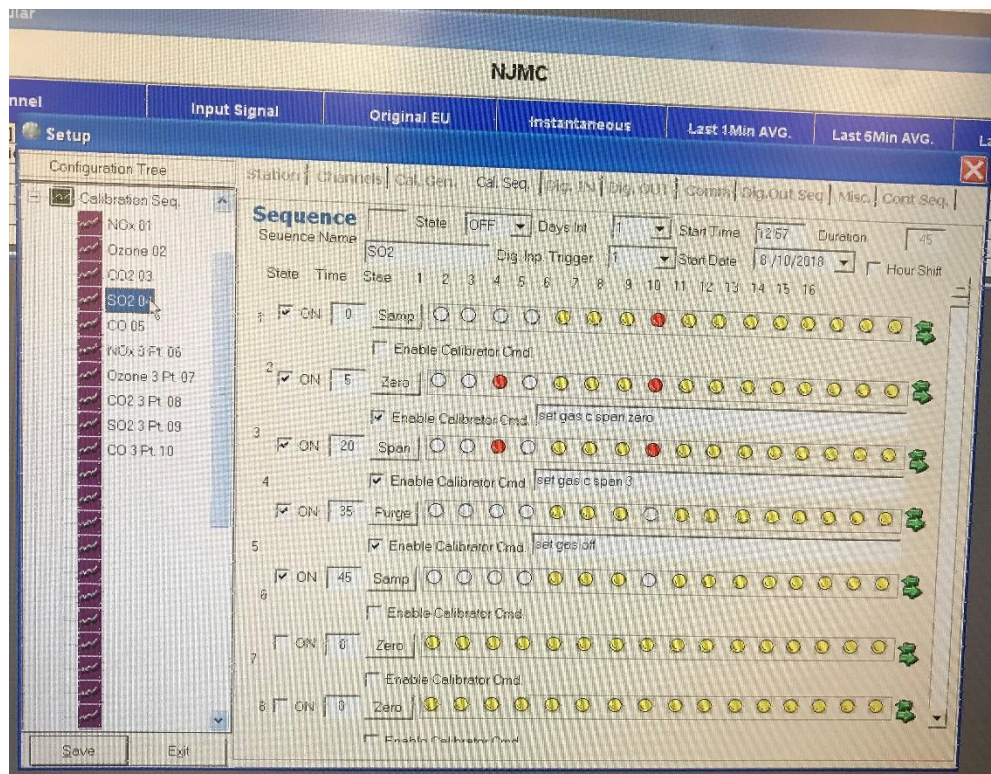 ular
NJMC
nnel Input Signal Original EU Instantaneous Last 1Min AVG. Last 5Min AVG. La
Setup
Configuration Tree
Channels Cal. Gen. Cal. Seq. Dig. IN Dig. OUT Comm Dig.Out Seq Misc. Cont Seq.
Calibration Seq.
NOx 01
Ozone 02
CO2 03
SO2 04
CO 05
NOx 3 Pt. 06
Ozone 3 Pt. 07
CO2 3 Pt. 08
SO2 3 Pt. 09
CO 3 Pt. 10
Sequence State OFF Days Int 1 Start Time 12:57 Duration 45
Seuence Name SO2 Dig. Inp. Trigger 1 Start Date 8 /10/2018 Hour Shift
State Time Stae 1 2 3 4 5 6 7 8 9 10 11 12 13 14 15 16
1 ON 0 Samp
Enable Calibrator Cmd.
2 ON 5 Zero
Enable Calibrator Cmd. set gas c span zero
3 ON 20 Span
Enable Calibrator Cmd. set gas c span 3
4 ON 35 Purge
Enable Calibrator Cmd. set gas off
5 ON 45 Samp
Enable Calibrator Cmd.
6 ON 0 Zero
Enable Calibrator Cmd.
7
8 ON 0 Zero
Enable Calibrator Cmd.
Save Exit